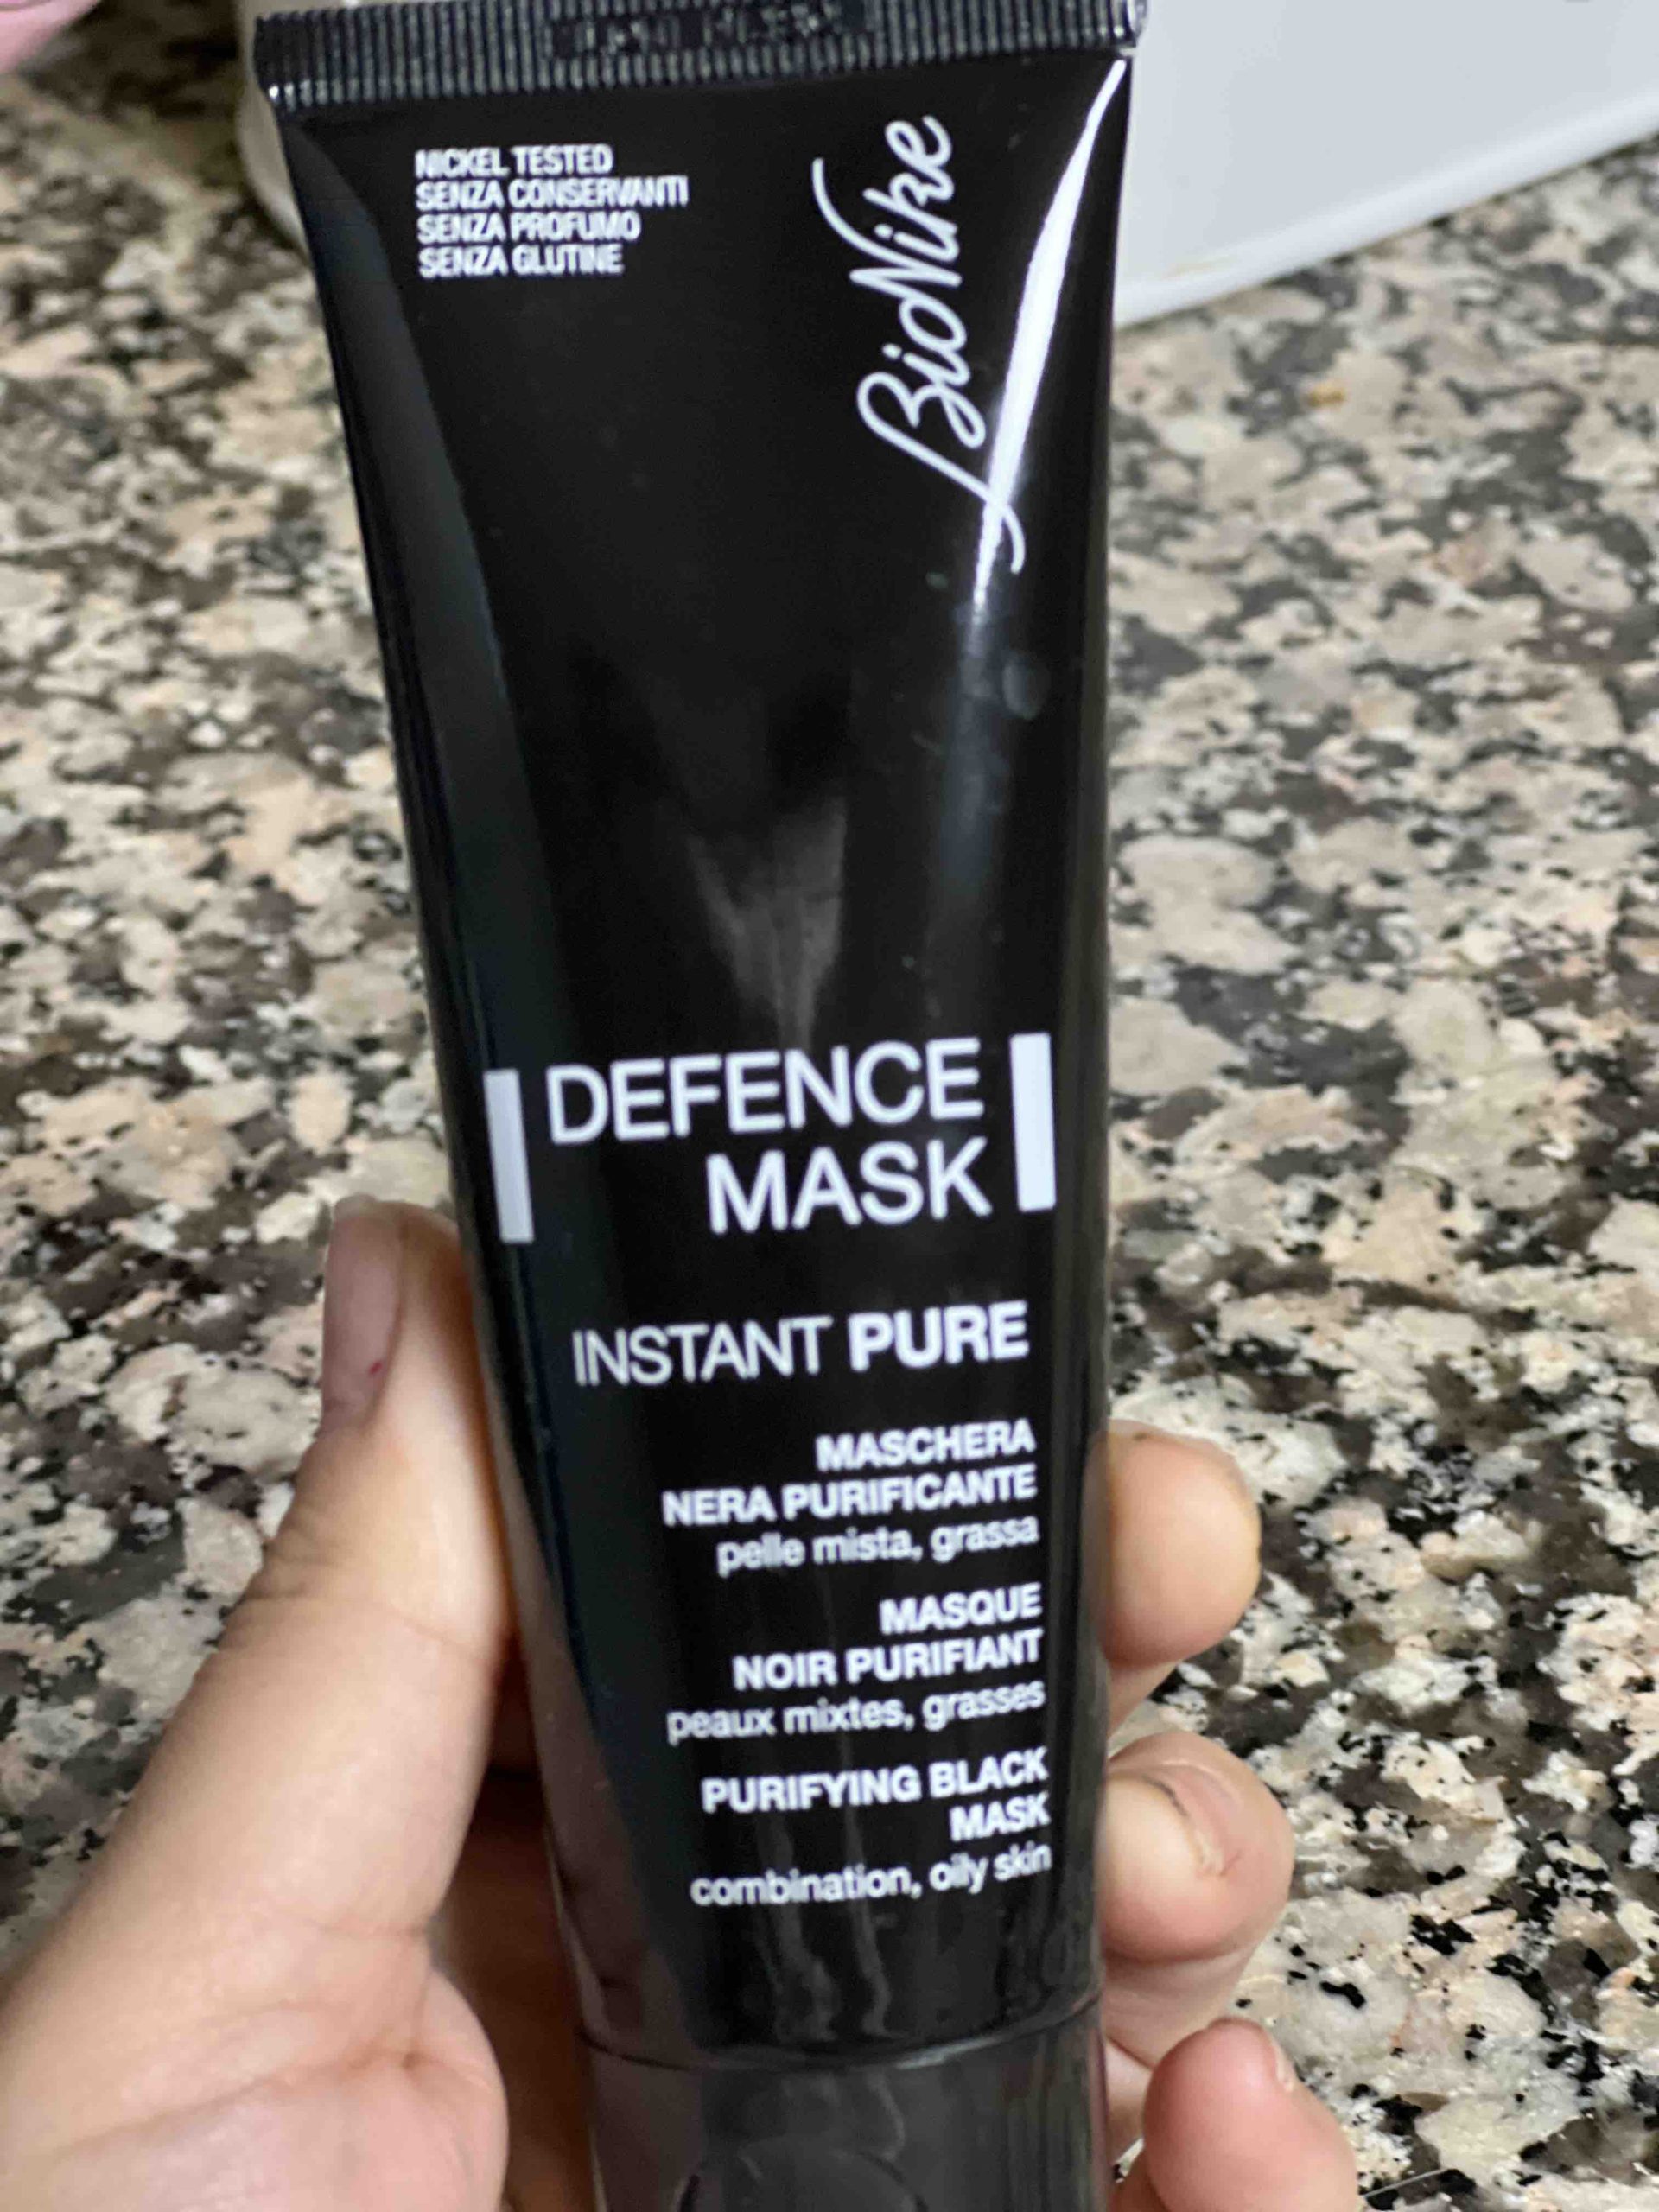 NICKEL TESTED
SENZA CONSERVANTI
SENZA PROFUMO
SENZA GLUTINE
BioNike
DEFENCE
MASK
INSTANT PURE
MASCHERA
NERA PURIFICANTE
pelle mista, grassa
MASQUE
NOIR PURIFIANT
peaux mixtes, grasses
PURIFYING BLACK
MASK
combination, oily skin